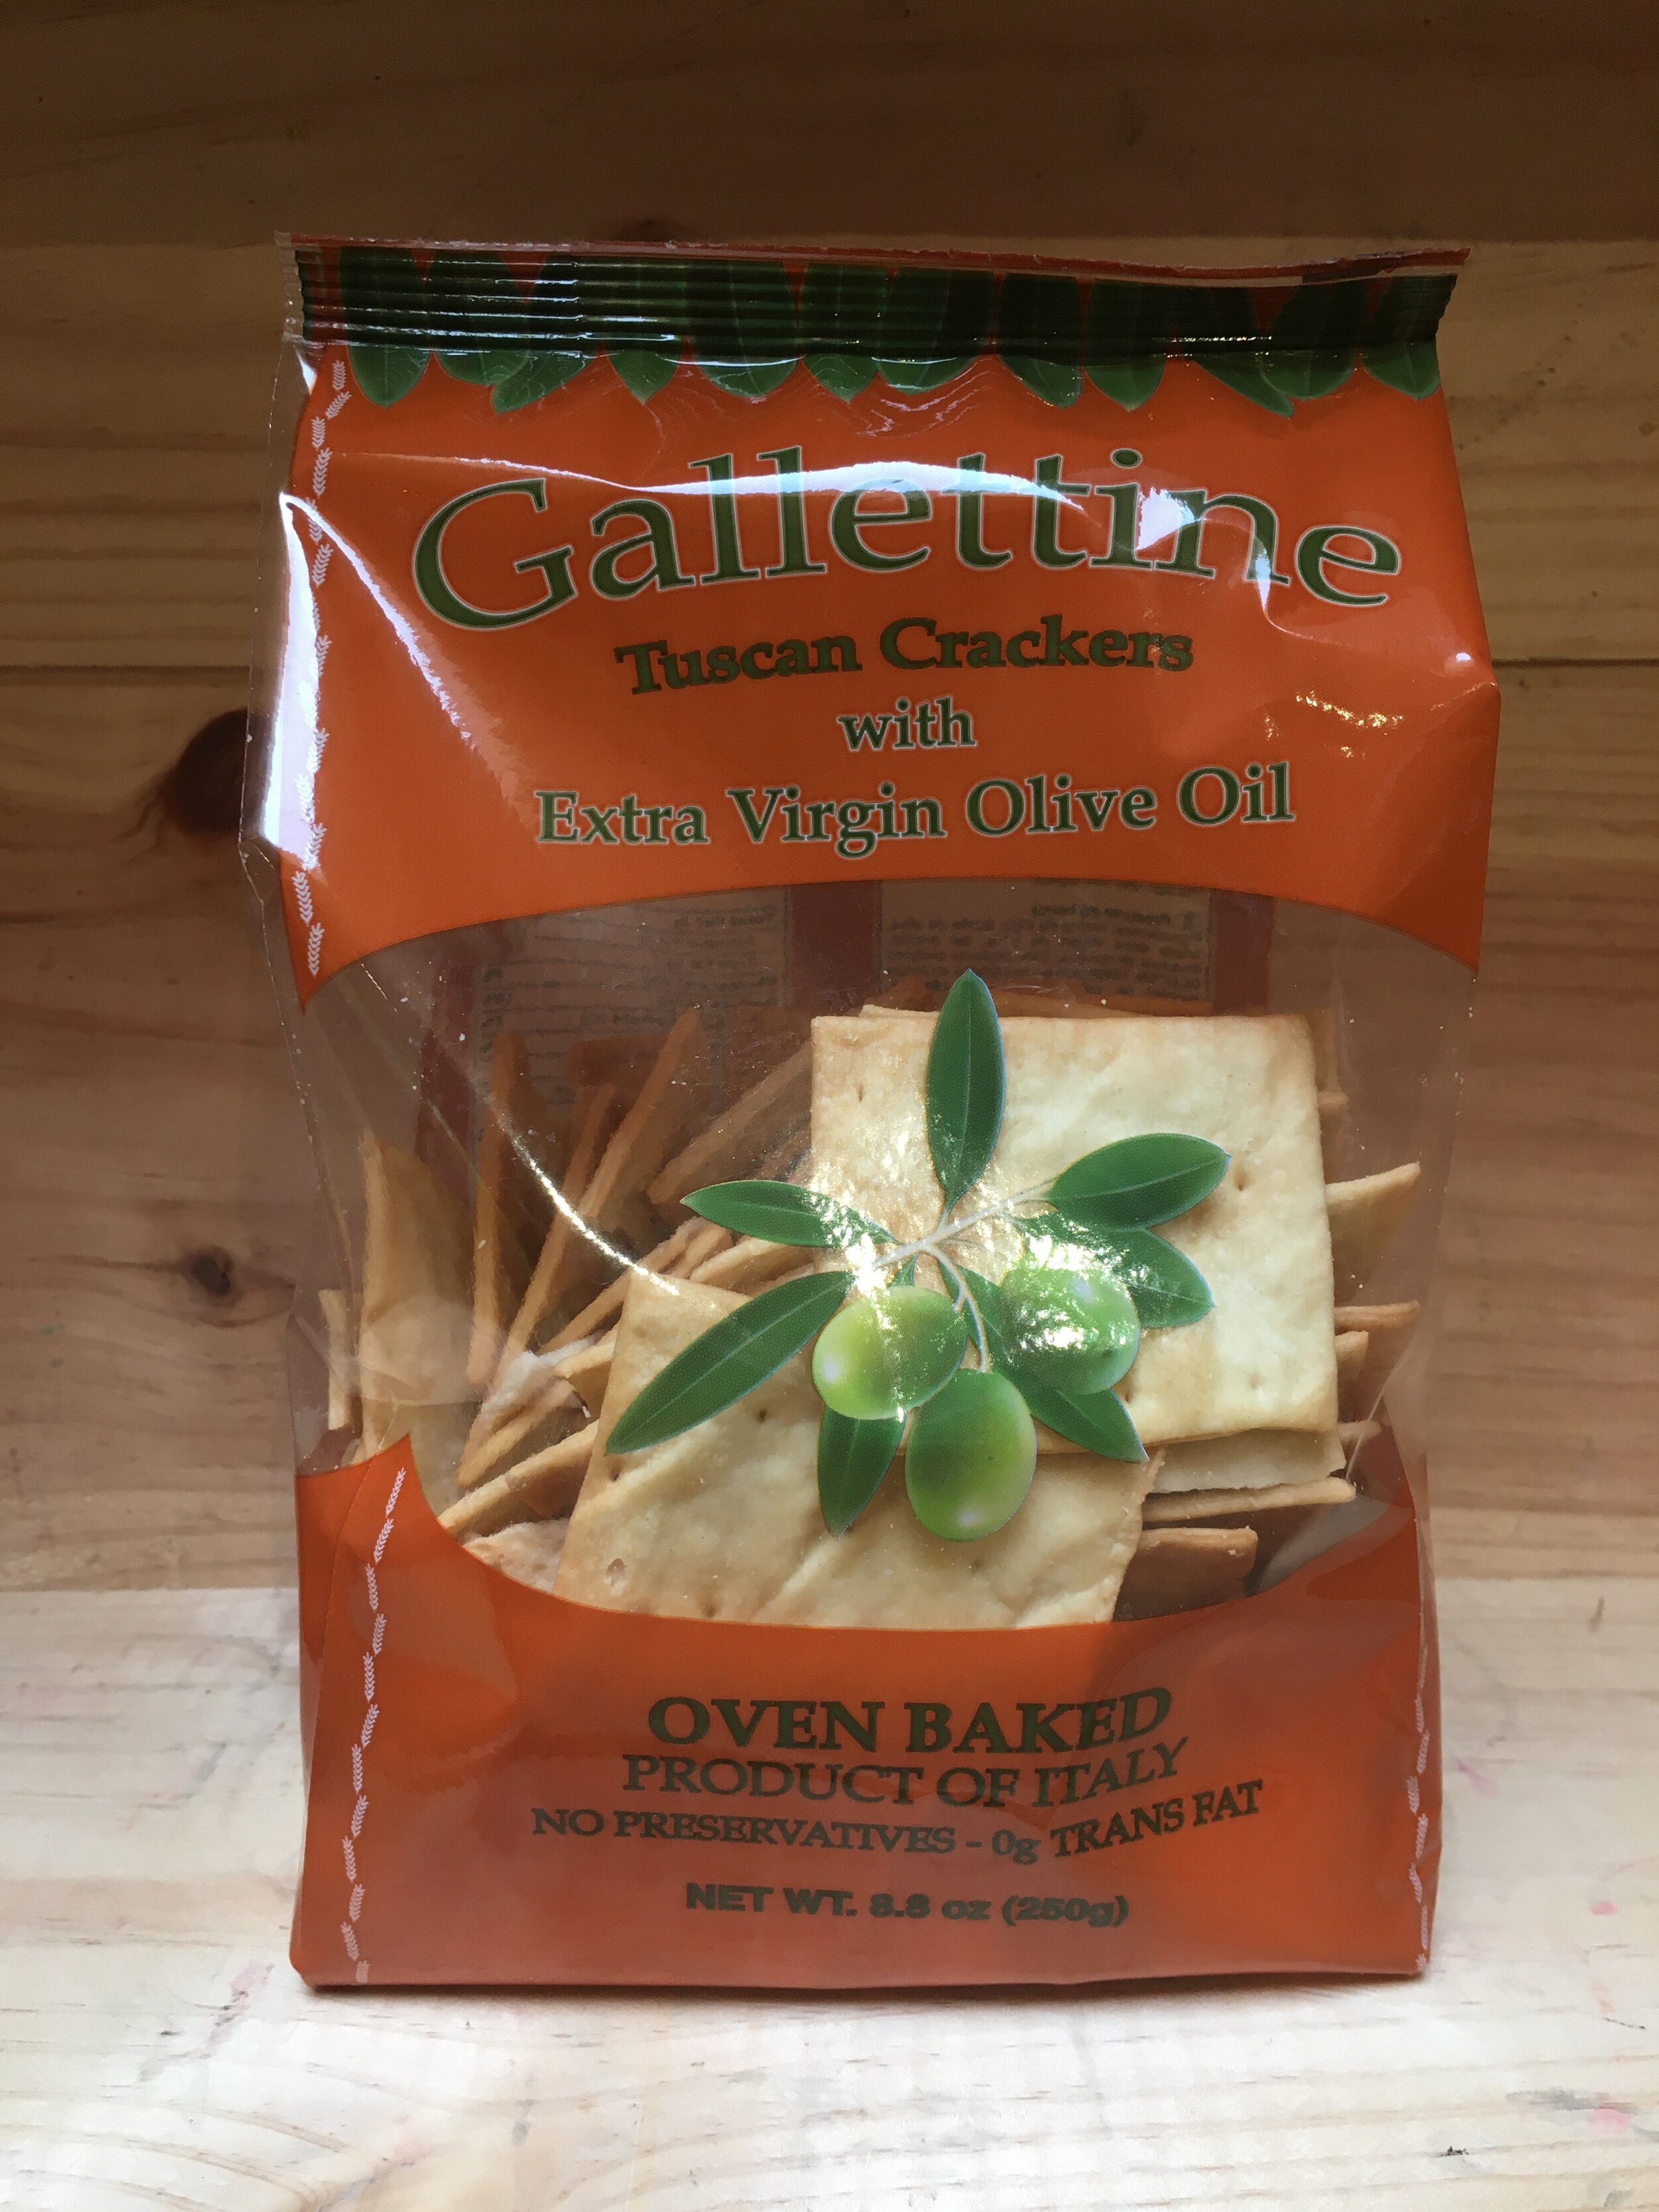 Gallettine
Tuscan Crackers
with
Extra Virgin Olive Oil
OVEN BAKED
PRODUCT OF ITALY
NO PRESERVATIVES - 0g TRANS FAT
NET WT. 8.8 oz (250g)